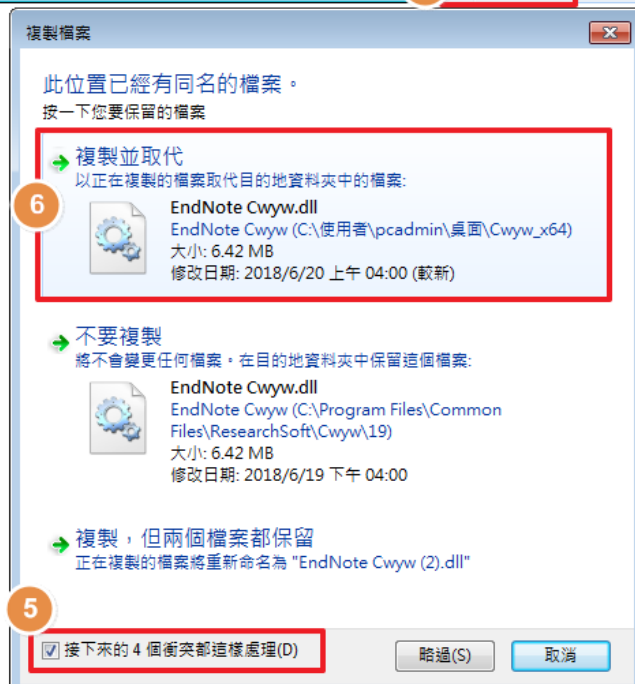 複製檔案
此位置已經有同名的檔案。
按一下您要保留的檔案
複製並取代
以正在複製的檔案取代目的地資料夾中的檔案:
6
EndNote Cwyw.dll
EndNote Cwyw (C:\使用者\pcadmin\桌面\Cwyw_x64)
大小: 6.42 MB
修改日期: 2018/6/20 上午 04:00 (較新)
不要複製
將不會變更任何檔案。在目的地資料夾中保留這個檔案:
EndNote Cwyw.dll
EndNote Cwyw (C:\Program Files\Common
Files\ResearchSoft\Cwyw\19)
大小: 6.42 MB
修改日期: 2018/6/19 下午 04:00
複製，但兩個檔案都保留
正在複製的檔案將重新命名為 "EndNote Cwyw (2).dll"
5
接下來的 4 個衝突都這樣處理(D)
略過(S)
取消